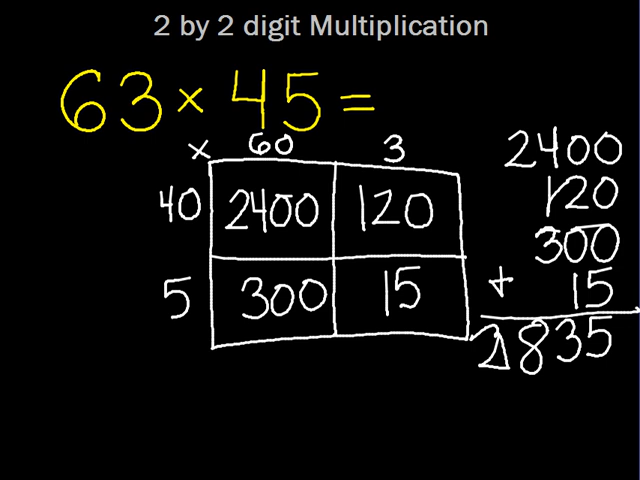 2 by 2 digit Multiplication
63 × 45 =
× 60 3
40 2400 120
5 300 15
2400
120
300
+ 15
2835